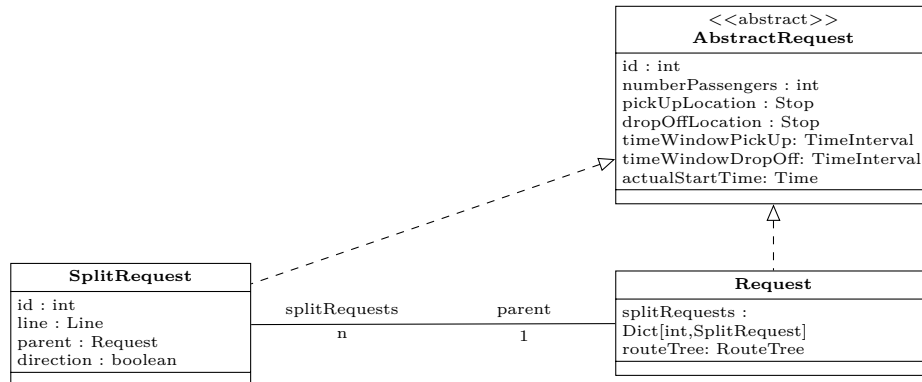 <<abstract>>
AbstractRequest
id : int
numberPassengers : int
pickUpLocation : Stop
dropOffLocation : Stop
timeWindowPickUp: TimeInterval
timeWindowDropOff: TimeInterval
actualStartTime: Time
SplitRequest
id : int
line : Line
parent : Request
direction : boolean
splitRequests
n
parent
1
Request
splitRequests :
Dict[int,SplitRequest]
routeTree: RouteTree